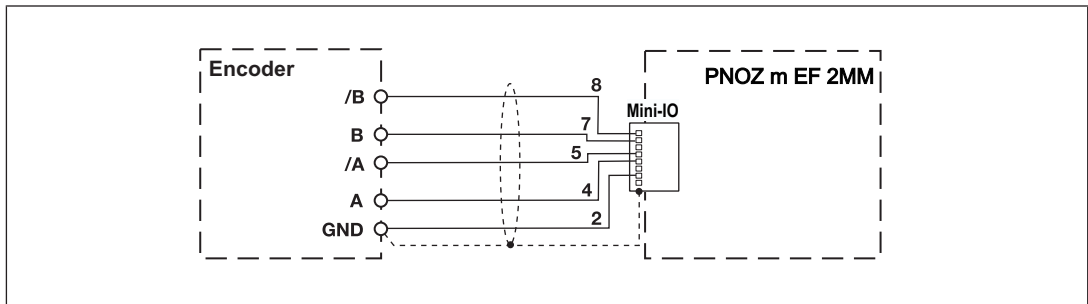 Encoder
PNOZ m EF 2MM
/B
8
Mini-IO
B
7
/A
5
A
4
GND
2